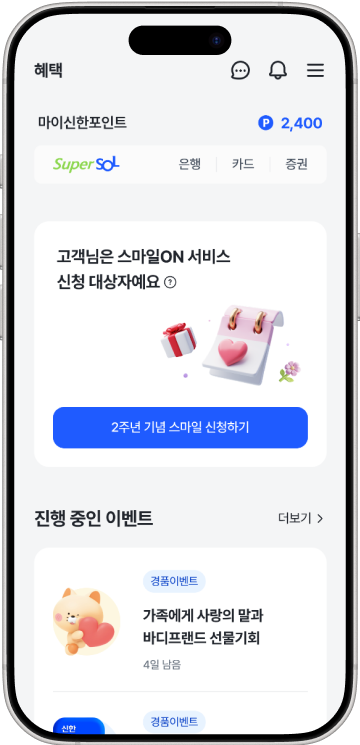 혜택
마이신한포인트
P 2,400
Super SOL
은행
카드
증권
고객님은 스마일ON 서비스
신청 대상자예요 ?
2주년 기념 스마일 신청하기
진행 중인 이벤트
더보기 >
경품이벤트
가족에게 사랑의 말과
바디프랜드 선물기회
4일 남음
신한
경품이벤트